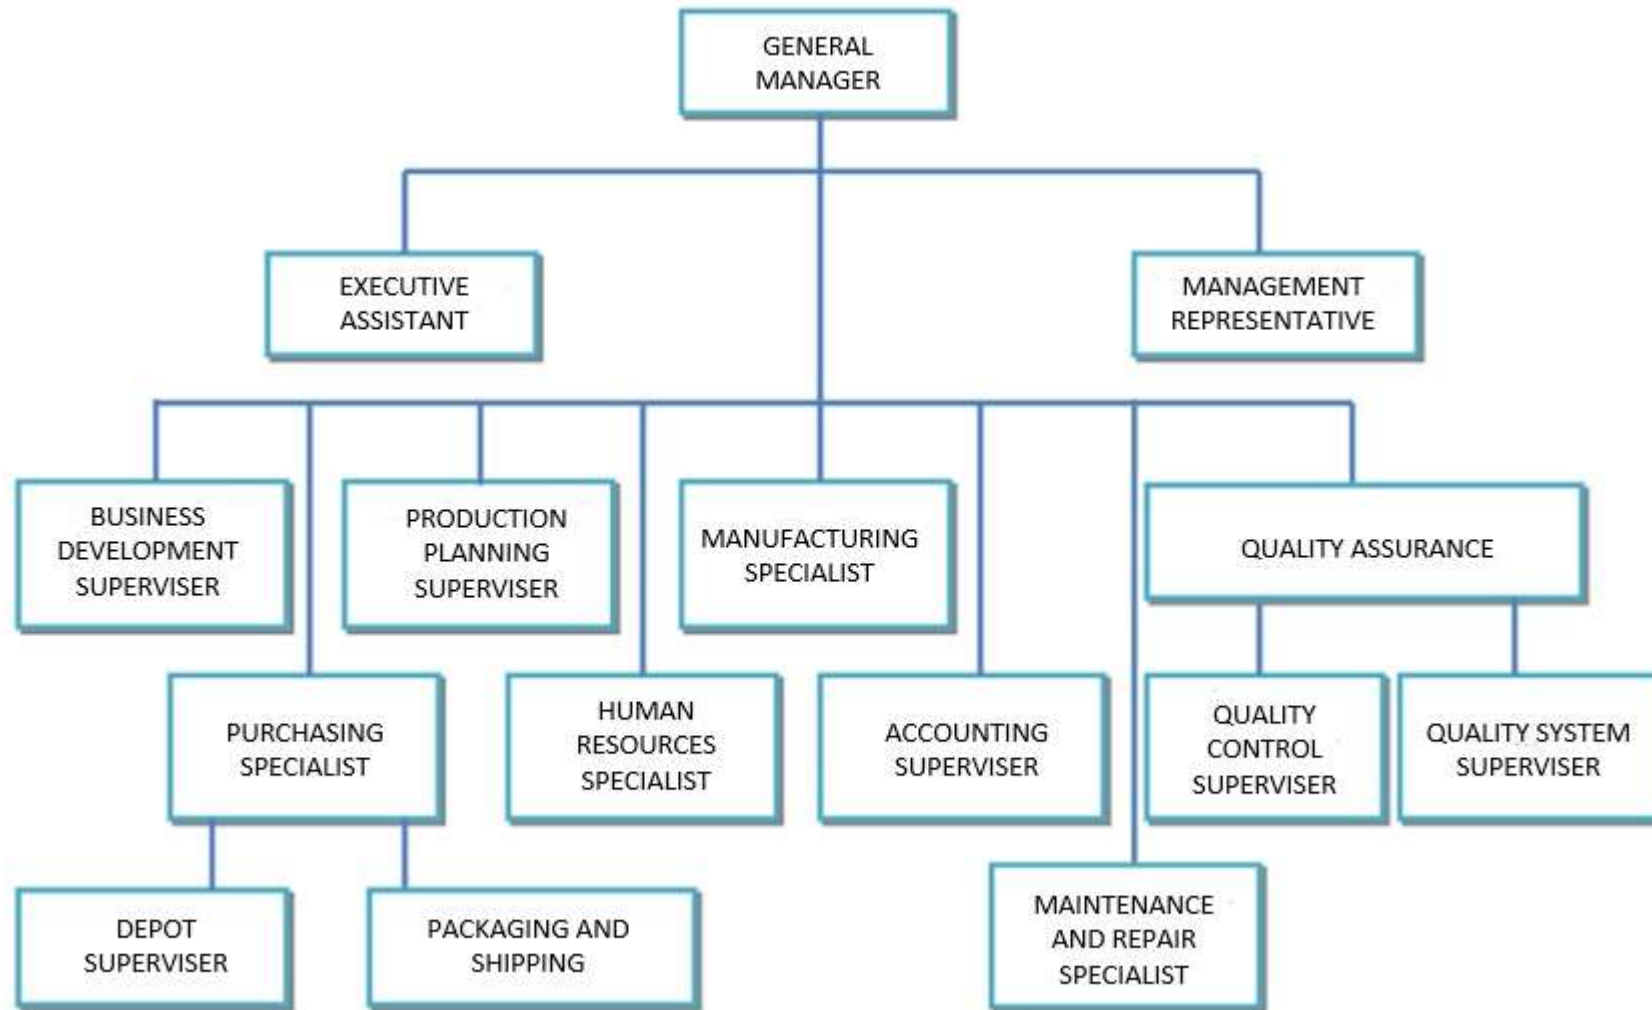 GENERAL
MANAGER
EXECUTIVE
ASSISTANT
MANAGEMENT
REPRESENTATIVE
BUSINESS
DEVELOPMENT
SUPERVISER
PRODUCTION
PLANNING
SUPERVISER
MANUFACTURING
SPECIALIST
QUALITY ASSURANCE
PURCHASING
SPECIALIST
HUMAN
RESOURCES
SPECIALIST
ACCOUNTING
SUPERVISER
QUALITY
CONTROL
SUPERVISER
QUALITY SYSTEM
SUPERVISER
DEPOT
SUPERVISER
PACKAGING AND
SHIPPING
MAINTENANCE
AND REPAIR
SPECIALIST